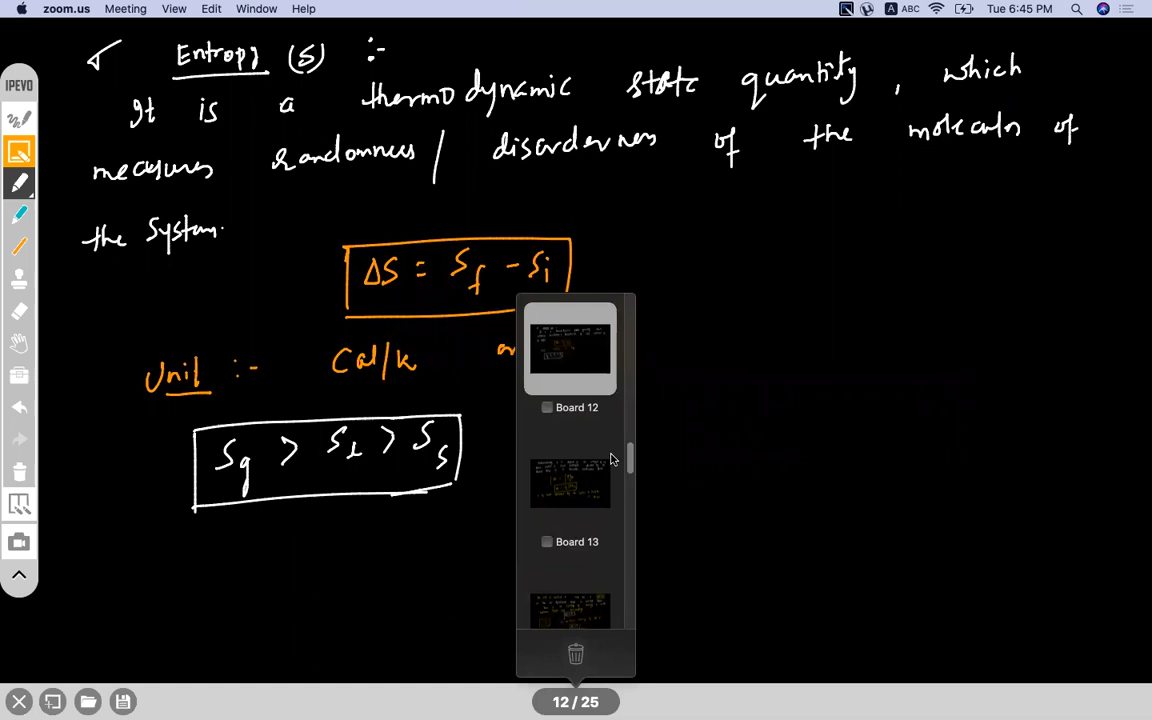 zoom.us Meeting View Edit Window Help
A ABC Tue 6:45 PM
IPEVO
Entropy (S) :-
It is a thermodynamic state quantity, which
measures randomness/ disorderness of the molecules of
the System.
ΔS = Sf - Si
Unit :- Cal/k or
Sg > SL > Ss
Board 12
Board 13
12 / 25